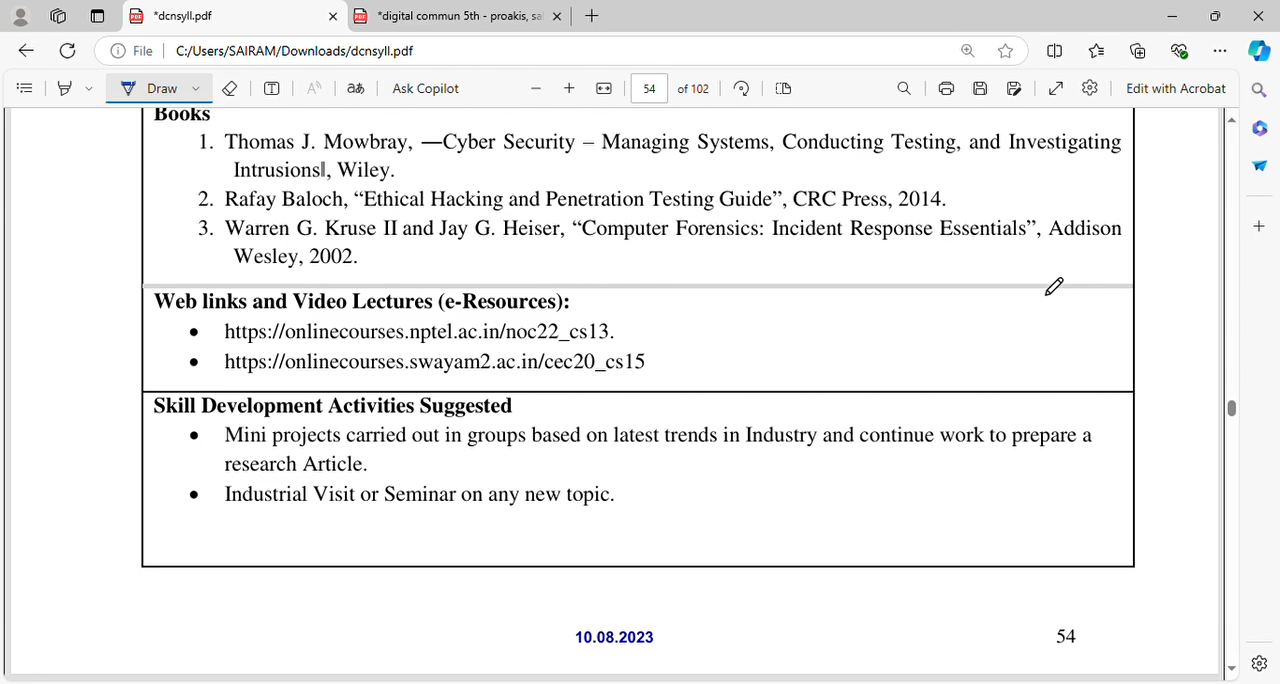 *dcnsyll.pdf
*digital commun 5th - proakis, sa
File
C:/Users/SAIRAM/Downloads/dcnsyll.pdf
Draw
Ask Copilot
54 of 102
Edit with Acrobat
Books
1. Thomas J. Mowbray, ―Cyber Security – Managing Systems, Conducting Testing, and Investigating
Intrusions‖, Wiley.
2. Rafay Baloch, “Ethical Hacking and Penetration Testing Guide”, CRC Press, 2014.
3. Warren G. Kruse II and Jay G. Heiser, “Computer Forensics: Incident Response Essentials”, Addison
Wesley, 2002.
Web links and Video Lectures (e-Resources):
• https://onlinecourses.nptel.ac.in/noc22_cs13.
• https://onlinecourses.swayam2.ac.in/cec20_cs15
Skill Development Activities Suggested
• Mini projects carried out in groups based on latest trends in Industry and continue work to prepare a
research Article.
• Industrial Visit or Seminar on any new topic.
10.08.2023
54